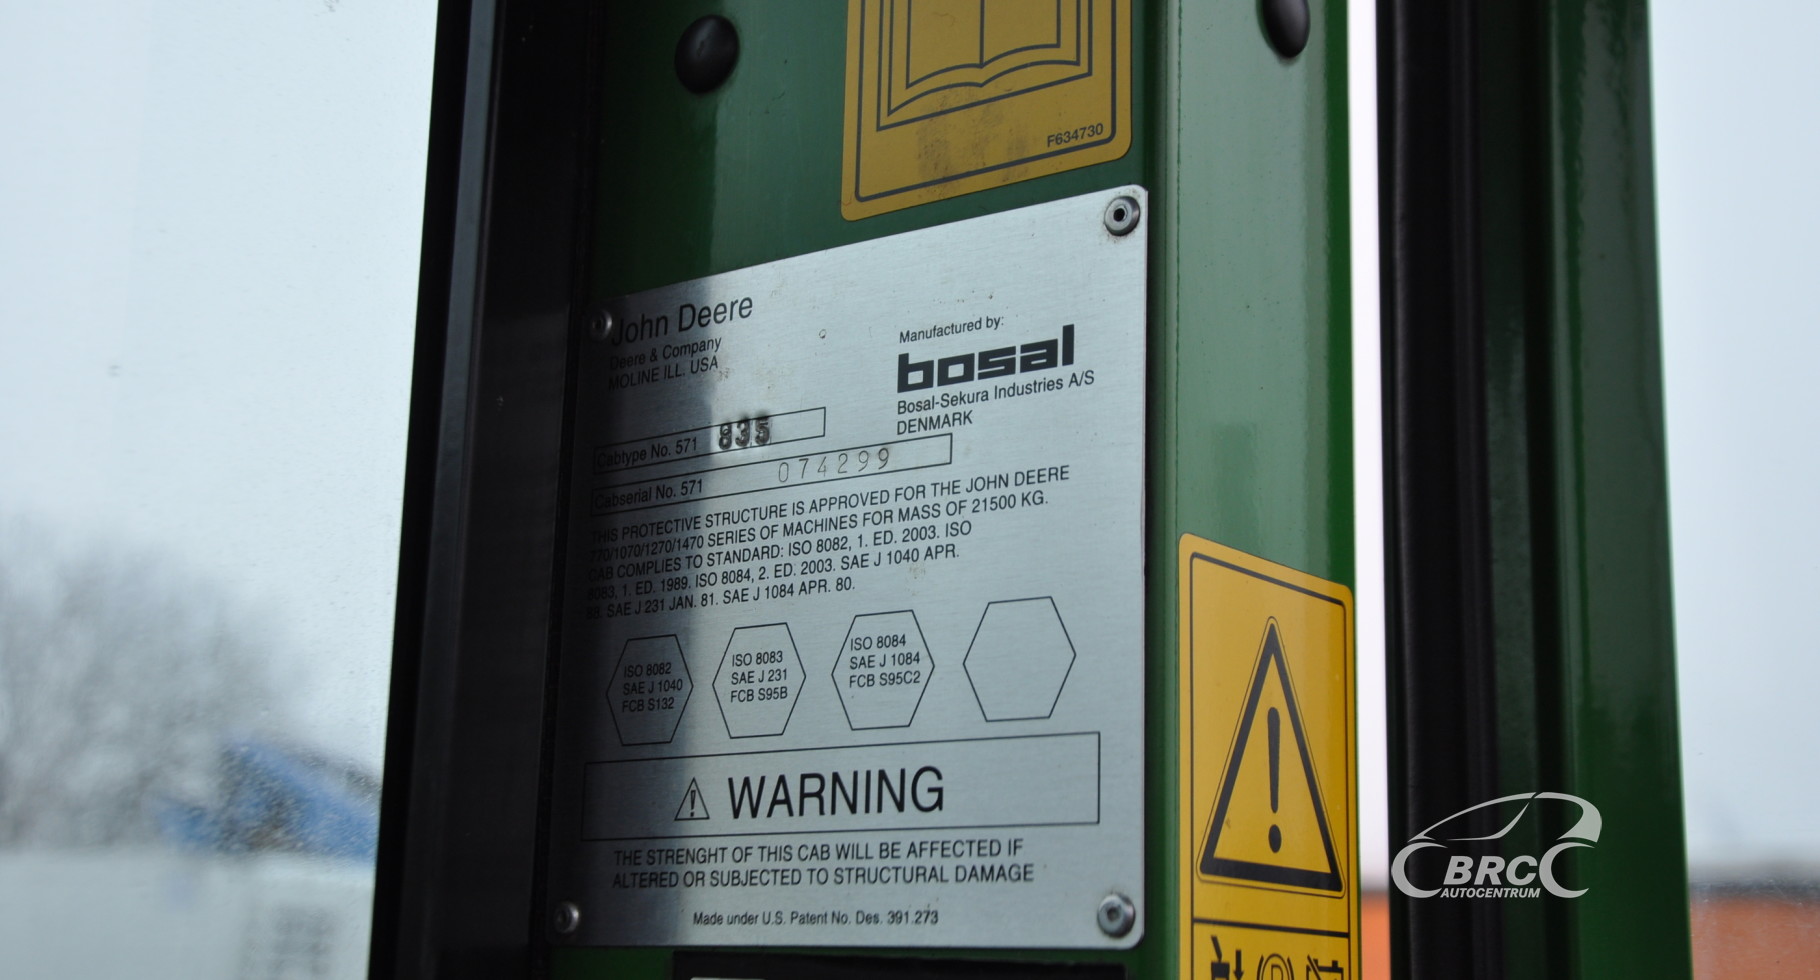 F634730
John Deere
Deere & Company
MOLINE ILL. USA
Manufactured by:
bosal
Bosal-Sekura Industries A/S
DENMARK
Cabtype No. 571 835
Cabserial No. 571 074299
THIS PROTECTIVE STRUCTURE IS APPROVED FOR THE JOHN DEERE
770/1070/1270/1470 SERIES OF MACHINES FOR MASS OF 21500 KG.
CAB COMPLIES TO STANDARD: ISO 8082, 1. ED. 2003. ISO
8083, 1. ED. 1989. ISO 8084, 2. ED. 2003. SAE J 1040 APR.
88. SAE J 231 JAN. 81. SAE J 1084 APR. 80.
ISO 8082
SAE J 1040
FCB S132
ISO 8083
SAE J 231
FCB S95B
ISO 8084
SAE J 1084
FCB S95C2
WARNING
THE STRENGHT OF THIS CAB WILL BE AFFECTED IF
ALTERED OR SUBJECTED TO STRUCTURAL DAMAGE
Made under U.S. Patent No. Des. 391.273
BRC
AUTOCENTRUM